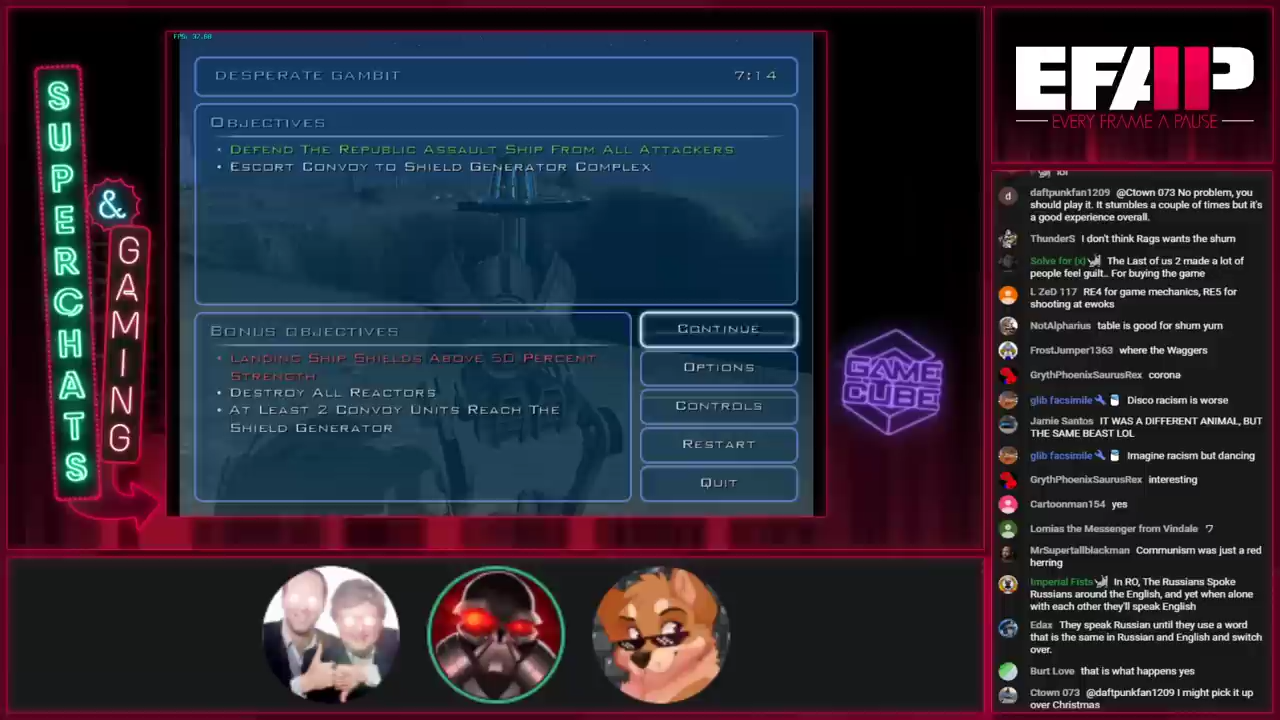 SUPERCHATS
&
GAMING
FPS: 37.60
DESPERATE GAMBIT
7:14
OBJECTIVES
• DEFEND THE REPUBLIC ASSAULT SHIP FROM ALL ATTACKERS
• ESCORT CONVOY TO SHIELD GENERATOR COMPLEX
BONUS OBJECTIVES
• LANDING SHIP SHIELDS ABOVE 50 PERCENT
STRENGTH
• DESTROY ALL REACTORS
• AT LEAST 2 CONVOY UNITS REACH THE
SHIELD GENERATOR
CONTINUE
OPTIONS
CONTROLS
RESTART
QUIT
GAME
CUBE
EFAP
EVERY FRAME A PAUSE
lol
daftpunkfan1209 @Ctown 073 No problem, you
should play it. It stumbles a couple of times but it's
a good experience overall.
ThunderS I don't think Rags wants the shum
Solve for (x) The Last of us 2 made a lot of
people feel guilt.. For buying the game
L ZeD 117 RE4 for game mechanics, RE5 for
shooting at ewoks
NotAlpharius table is good for shum yum
FrostJumper1363 where the Waggers
GrythPhoenixSaurusRex corona
glib facsimile Disco racism is worse
Jamie Santos IT WAS A DIFFERENT ANIMAL, BUT
THE SAME BEAST LOL
glib facsimile Imagine racism but dancing
GrythPhoenixSaurusRex interesting
Cartoonman154 yes
Lomias the Messenger from Vindale ?
MrSupertallblackman Communism was just a red
herring
Imperial Fists In RO, The Russians Spoke
Russians around the English, and yet when alone
with each other they'll speak English
Edax They speak Russian until they use a word
that is the same in Russian and English and switch
over.
Burt Love that is what happens yes
Ctown 073 @daftpunkfan1209 I might pick it up
over Christmas